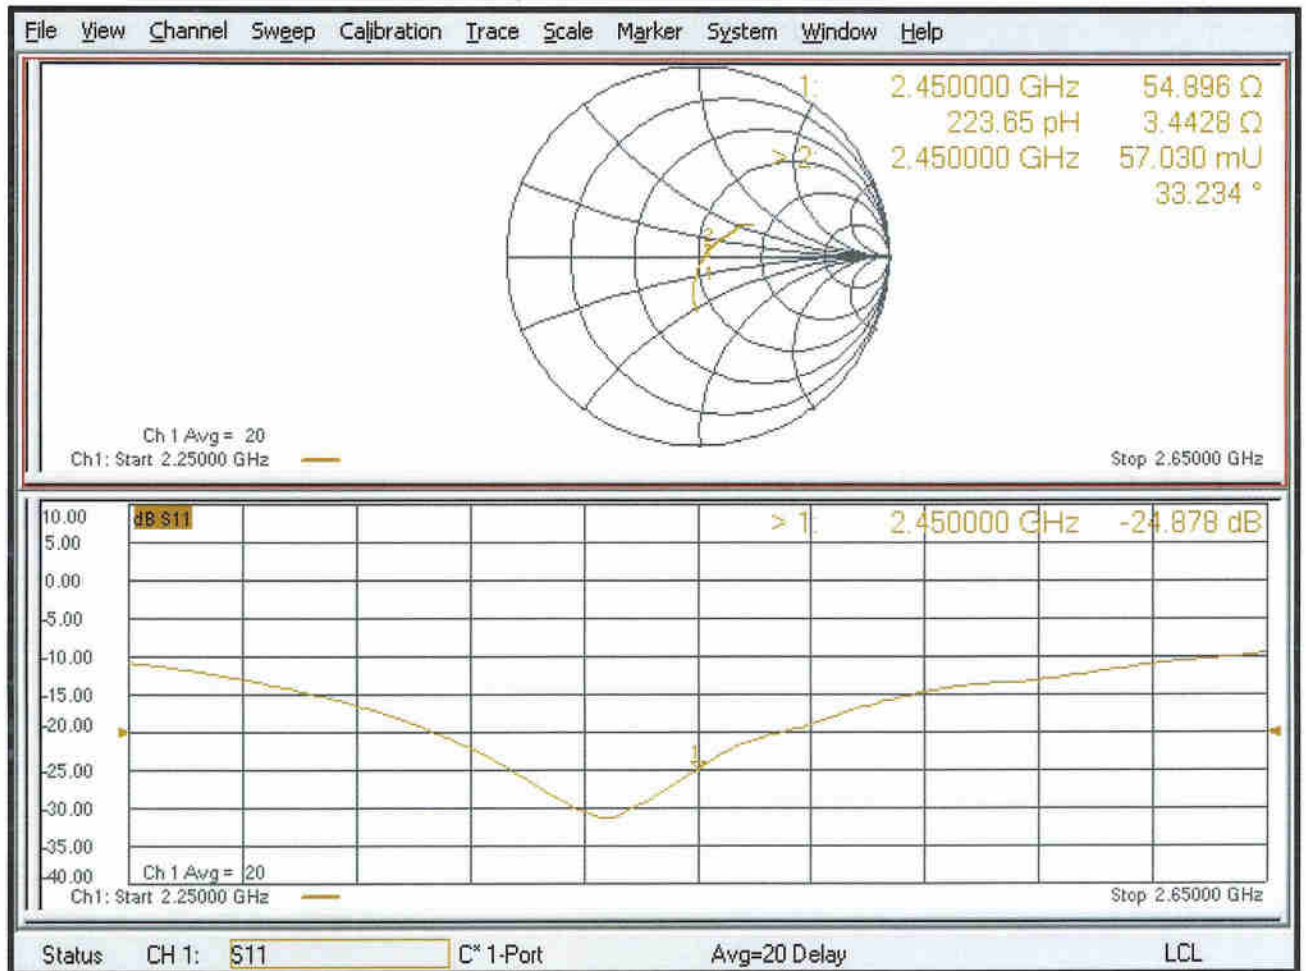 File View Channel Sweep Calibration Trace Scale Marker System Window Help
1: 2.450000 GHz 54.896 Ω
223.65 pH 3.4428 Ω
> 2: 2.450000 GHz 57.030 mU
33.234 °
2
1
Ch 1 Avg = 20
Ch1: Start 2.25000 GHz
Stop 2.65000 GHz
10.00
dB S11
> 1: 2.450000 GHz -24.878 dB
5.00
0.00
-5.00
-10.00
-15.00
-20.00
1
-25.00
-30.00
-35.00
-40.00
Ch 1 Avg = 20
Ch1: Start 2.25000 GHz
Stop 2.65000 GHz
Status CH 1: S11 C* 1-Port Avg=20 Delay LCL